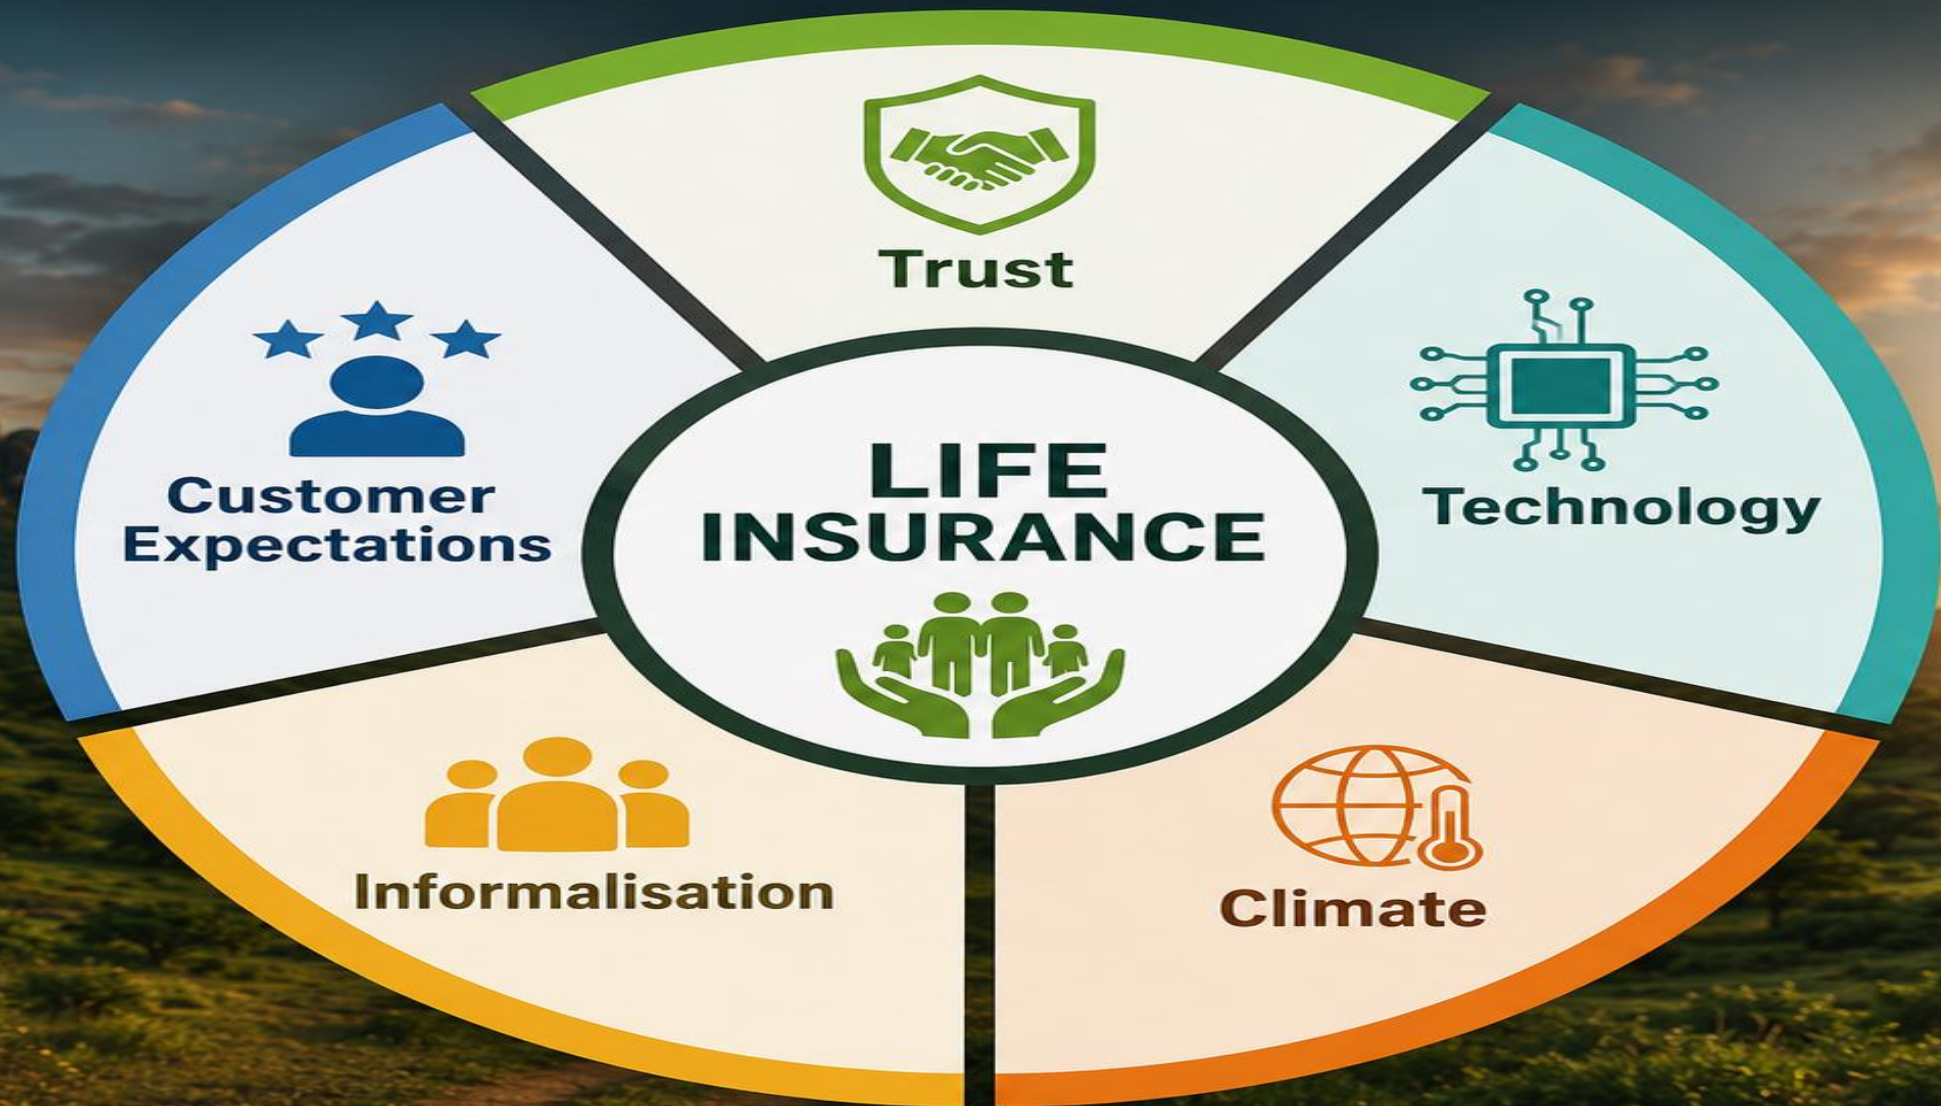 Trust
Technology
Customer
Expectations
LIFE
INSURANCE
Informalisation
Climate